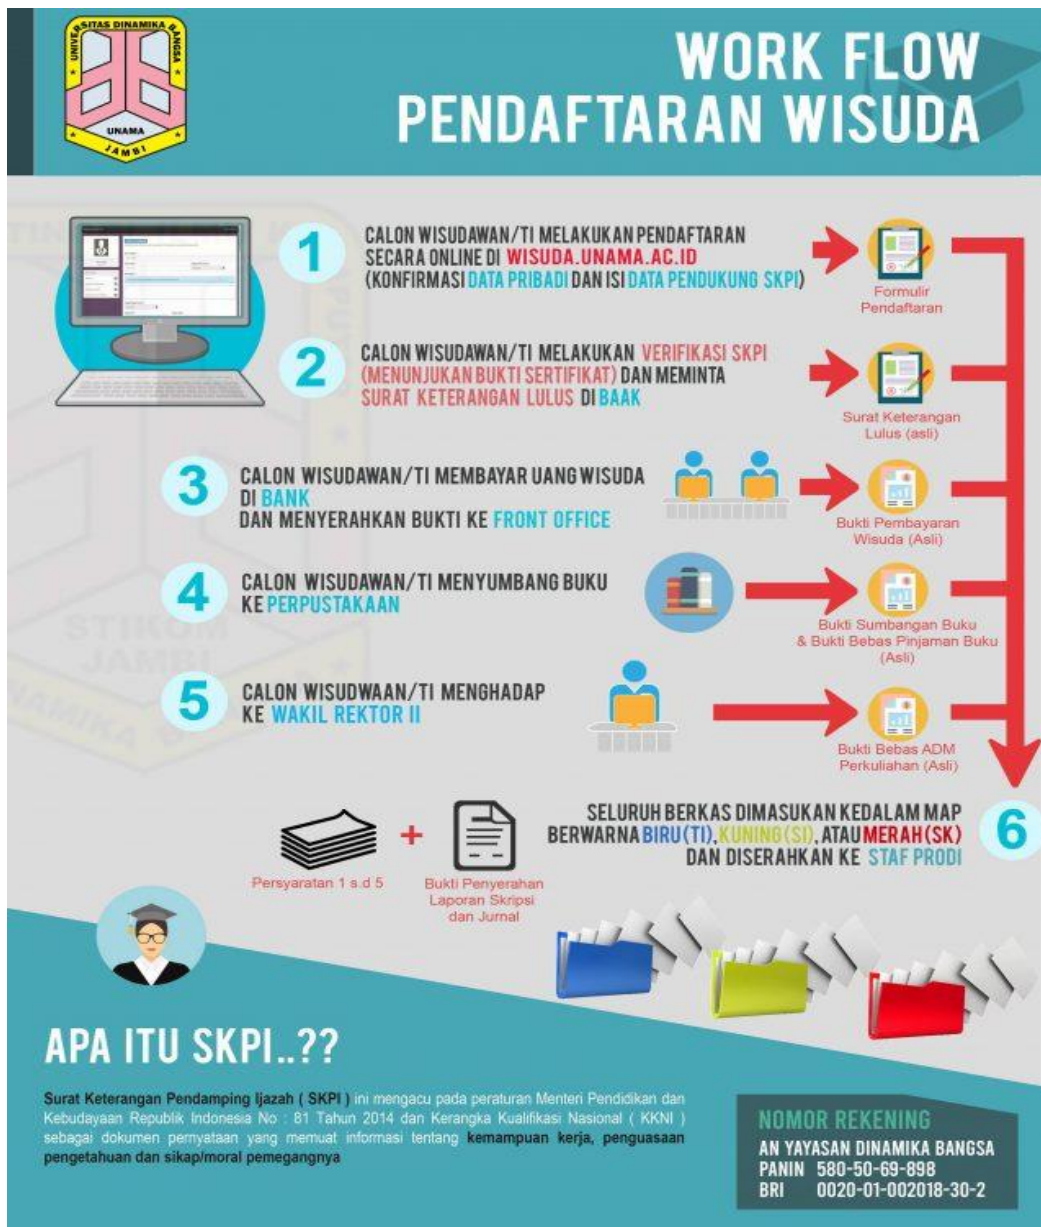 UNIVERSITAS DINAMIKA BANGSA
UNAMA
JAMBI
WORK FLOW
PENDAFTARAN WISUDA
1
CALON WISUDAWAN/TI MELAKUKAN PENDAFTARAN
SECARA ONLINE DI WISUDA.UNAMA.AC.ID
(KONFIRMASI DATA PRIBADI DAN ISI DATA PENDUKUNG SKPI)
Formulir
Pendaftaran
2
CALON WISUDAWAN/TI MELAKUKAN VERIFIKASI SKPI
(MENUNJUKAN BUKTI SERTIFIKAT) DAN MEMINTA
SURAT KETERANGAN LULUS DI BAAK
Surat Keterangan
Lulus (asli)
3
CALON WISUDAWAN/TI MEMBAYAR UANG WISUDA
DI BANK
DAN MENYERAHKAN BUKTI KE FRONT OFFICE
Bukti Pembayaran
Wisuda (Asli)
4
CALON WISUDAWAN/TI MENYUMBANG BUKU
KE PERPUSTAKAAN
Bukti Sumbangan Buku
& Bukti Bebas Pinjaman Buku
(Asli)
STIKOM
JAMBI
5
CALON WISUDWAAN/TI MENGHADAP
KE WAKIL REKTOR II
Bukti Bebas ADM
Perkuliahan (Asli)
SELURUH BERKAS DIMASUKAN KEDALAM MAP
BERWARNA BIRU(TI), KUNING(SI), ATAU MERAH(SK)
DAN DISERAHKAN KE STAF PRODI
6
+
Persyaratan 1 s.d 5
Bukti Penyerahan
Laporan Skripsi
dan Jurnal
APA ITU SKPI..??
Surat Keterangan Pendamping Ijazah ( SKPI ) ini mengacu pada peraturan Menteri Pendidikan dan
Kebudayaan Republik Indonesia No : 81 Tahun 2014 dan Kerangka Kualifikasi Nasional ( KKNI )
sebagai dokumen pernyataan yang memuat informasi tentang kemampuan kerja, penguasaan
pengetahuan dan sikap/moral pemegangnya
NOMOR REKENING
AN YAYASAN DINAMIKA BANGSA
PANIN 580-50-69-898
BRI 0020-01-002018-30-2